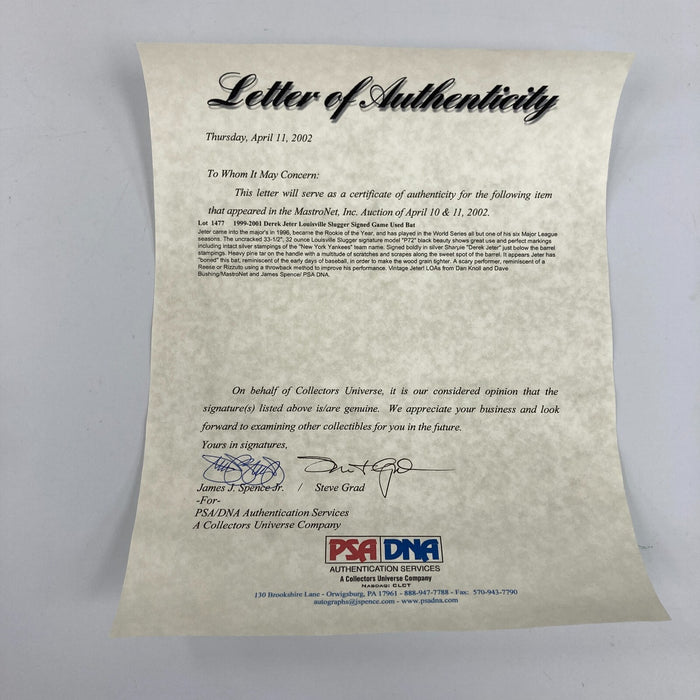 Letter of Authenticity
Thursday, April 11, 2002
To Whom It May Concern:
This letter will serve as a certificate of authenticity for the following item
that appeared in the MastroNet, Inc. Auction of April 10 & 11, 2002.
Lot 1477 1999-2001 Derek Jeter Louisville Slugger Signed Game Used Bat
Jeter came into the major's in 1996, became the Rookie of the Year, and has played in the World Series all but one of his six Major League
seasons. The uncracked 33-1/2", 32 ounce Louisville Slugger signature model "P72" black beauty shows great use and perfect markings
including intact silver stampings of the "New York Yankees" team name. Signed boldly in silver Sharpie "Derek Jeter" just below the barrel
stampings. Heavy pine tar on the handle with a multitude of scratches and scrapes along the sweet spot of the barrel. It appears Jeter has
"boned" this bat, reminiscent of the early days of baseball, in order to make the wood grain tighter. A scary performer, reminiscent of a
Reese or Rizzuto using a throwback method to improve his performance. Vintage Jeter! LOAs from Dan Knoll and Dave
Bushing/MastroNet and James Spence/ PSA DNA.
On behalf of Collectors Universe, it is our considered opinion that the
signature(s) listed above is/are genuine. We appreciate your business and look
forward to examining other collectibles for you in the future.
Yours in signatures,
James J. Spence Jr. / Steve Grad
-For-
PSA/DNA Authentication Services
A Collectors Universe Company
PSA DNA
AUTHENTICATION SERVICES
A Collectors Universe Company
NASDAQ: CLCT
130 Brookshire Lane - Orwigsburg, PA 17961 - 888-947-7788 - Fax: 570-943-7790
autographs@jspence.com - www.psadna.com